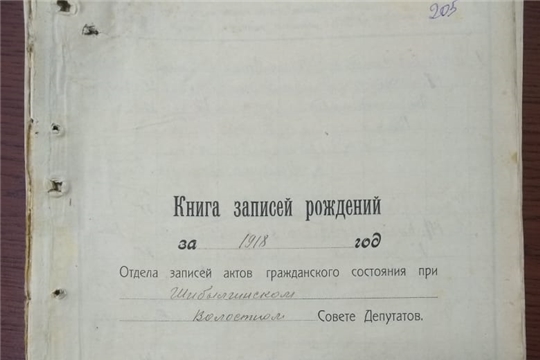 205
Книга записей рождений
за 1918 год
Отдела записей актов гражданского состояния при
Шибылгинском
Волостном Совете Депутатов.